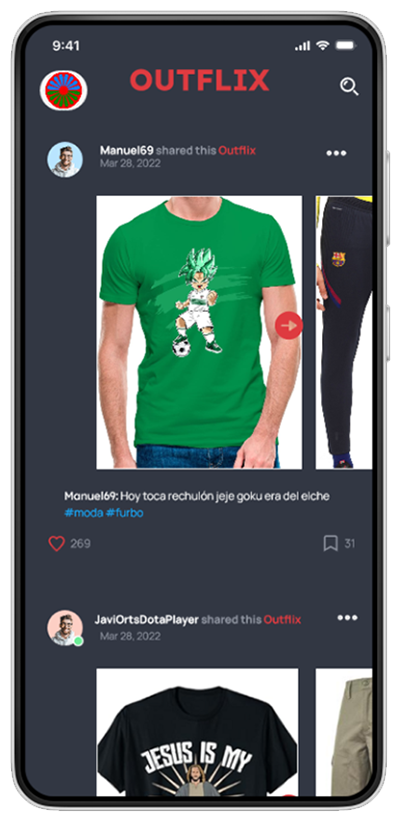 9:41
OUTFLIX
Manuel69 shared this Outflix
Mar 28, 2022
Manuel69: Hoy toca rechulón jeje goku era del elche
#moda #furbo
269
31
JaviOrtsDotaPlayer shared this Outflix
Mar 28, 2022
JESUS IS MY